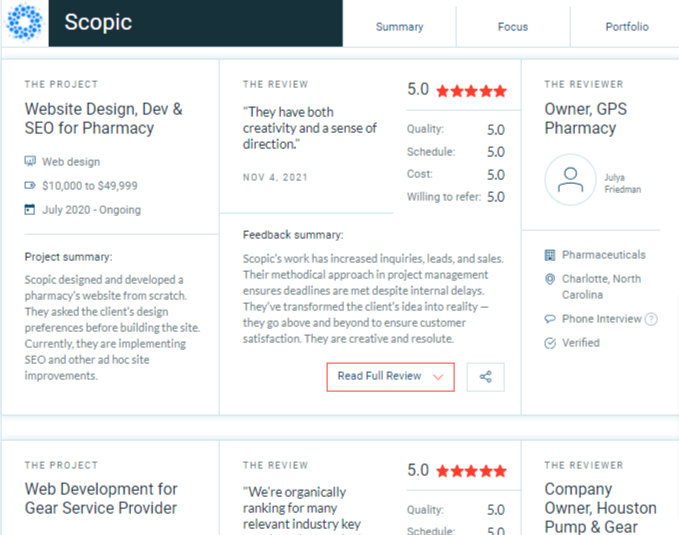 Scopic
Summary
Focus
Portfolio
THE PROJECT
Website Design, Dev &
SEO for Pharmacy
Web design
$10,000 to $49,999
July 2020 - Ongoing
Project summary:
Scopic designed and developed a
pharmacy's website from scratch.
They asked the client's design
preferences before building the site.
Currently, they are implementing
SEO and other ad hoc site
improvements.
THE REVIEW
"They have both
creativity and a sense of
direction."
NOV 4, 2021
5.0
Quality: 5.0
Schedule: 5.0
Cost: 5.0
Willing to refer: 5.0
Feedback summary:
Scopic's work has increased inquiries, leads, and sales.
Their methodical approach in project management
ensures deadlines are met despite internal delays.
They've transformed the client's idea into reality —
they go above and beyond to ensure customer
satisfaction. They are creative and resolute.
Read Full Review
THE REVIEWER
Owner, GPS
Pharmacy
Julya
Friedman
Pharmaceuticals
Charlotte, North
Carolina
Phone Interview ?
Verified
THE PROJECT
Web Development for
Gear Service Provider
THE REVIEW
"We're organically
ranking for many
relevant industry key
5.0
Quality: 5.0
Schedule: 5.0
THE REVIEWER
Company
Owner, Houston
Pump & Gear